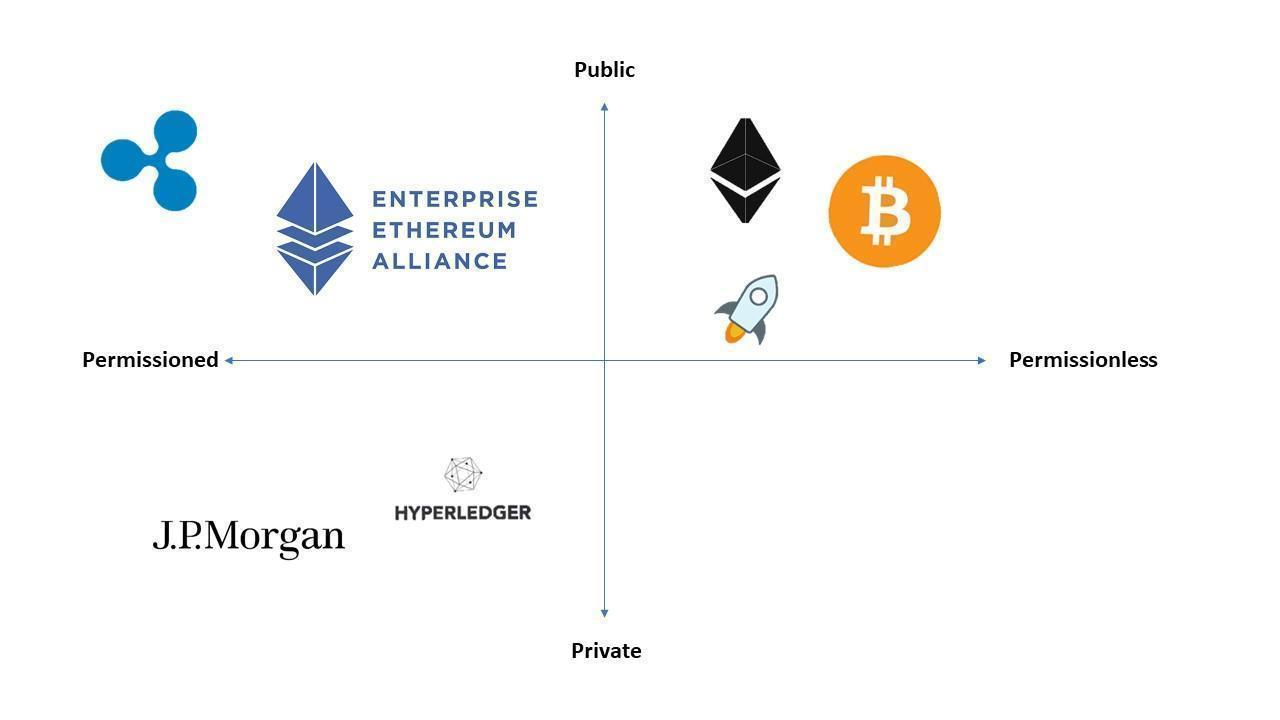 Public
ENTERPRISE
ETHEREUM
ALLIANCE
Permissioned
Permissionless
HYPERLEDGER
J.P.Morgan
Private